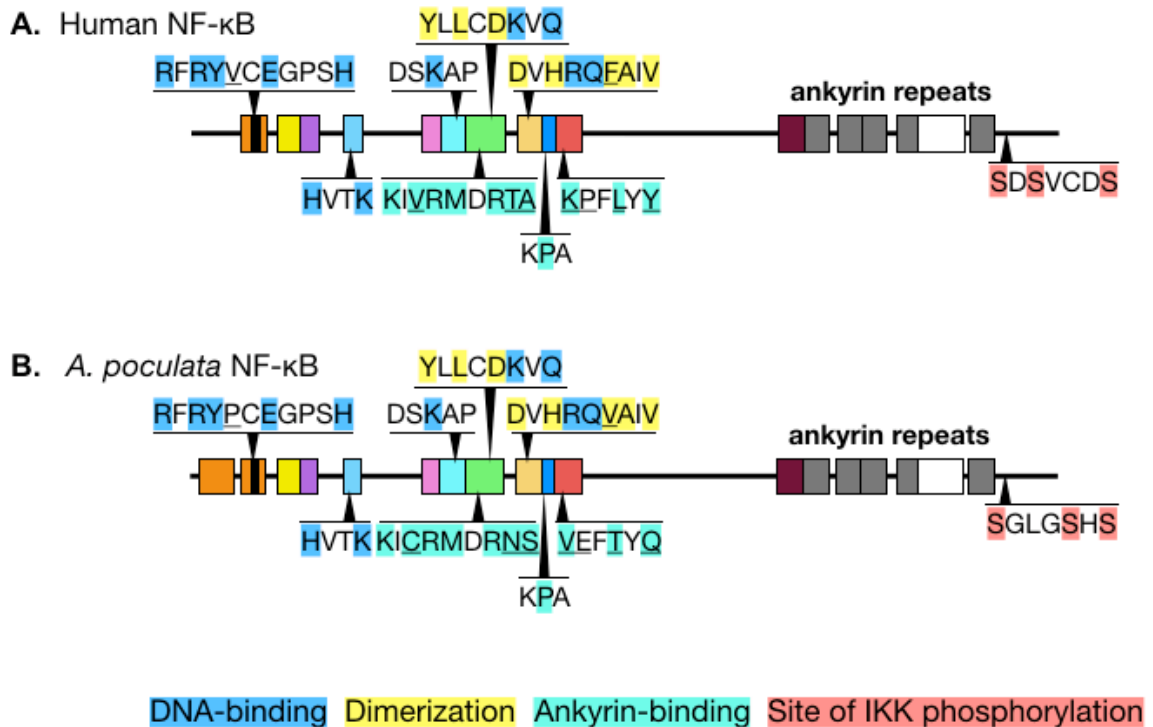 A. Human NF-κB
YLLCDKVQ
RFRYVCEGPSH DSKAP DVHRQFAIV
ankyrin repeats
HVTK KIVRMDRTA KPFLYY
SDSVCDS
KPA
B. A. poculata NF-κB
YLLCDKVQ
RFRYPCEGPSH DSKAP DVHRQVAIV
ankyrin repeats
HVTK KICRMDRNS VEFTYQ
SGLGSHS
KPA
DNA-binding Dimerization Ankyrin-binding Site of IKK phosphorylation